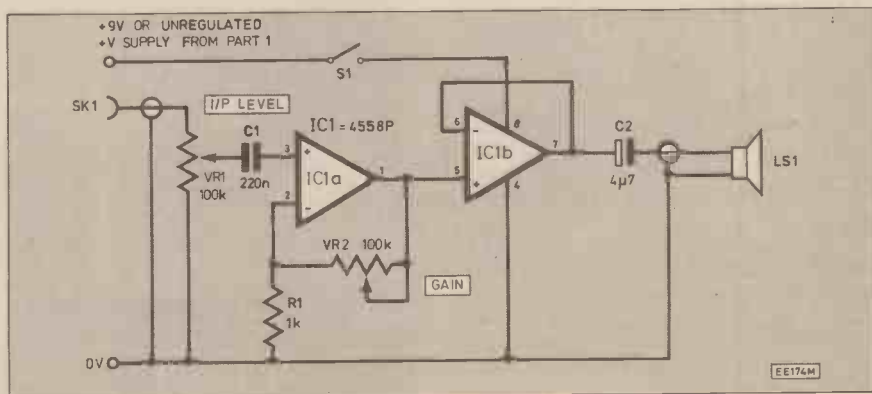 +9V OR UNREGULATED
+V SUPPLY FROM PART 1
S1
SK1
I/P LEVEL
C1
220n
IC1 = 4558P
VR1
100k
3
+
IC1a
1
2
-
VR2 100k
GAIN
R1
1k
6
-
8
IC1b
7
5
+
4
C2
4µ7
LS1
0V
EE174M